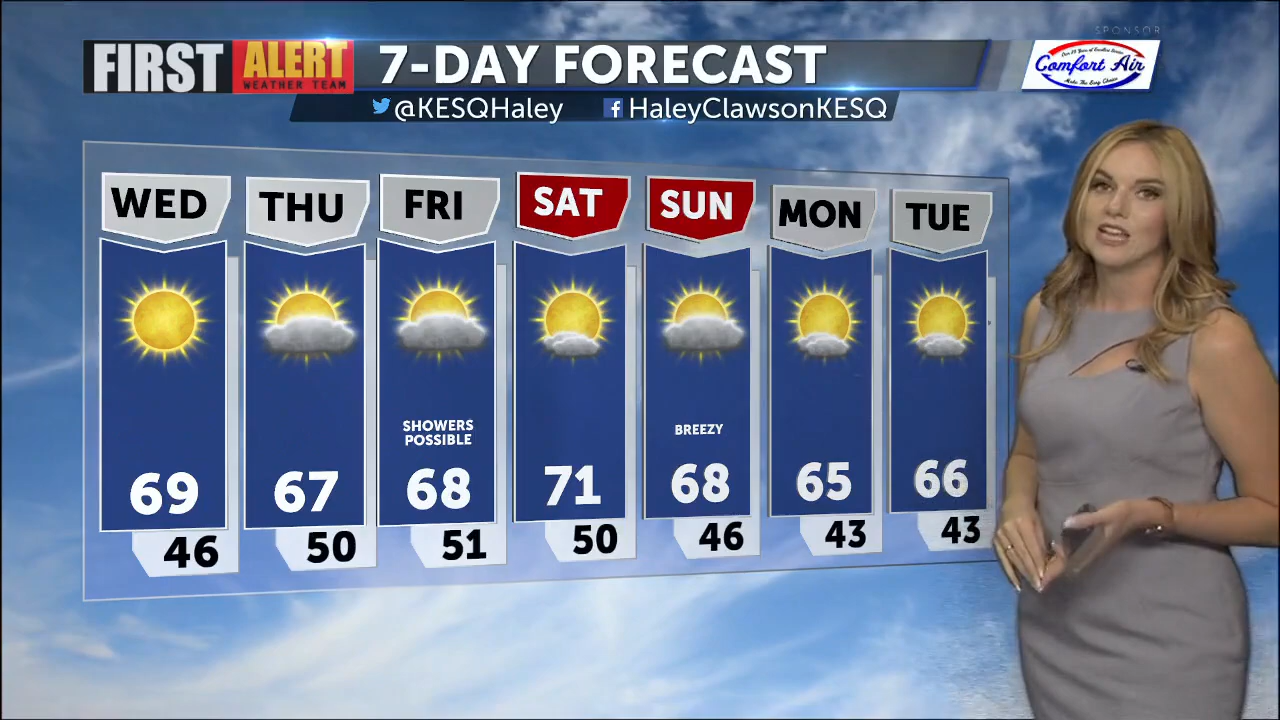 SPONSOR
FIRST ALERT 7-DAY FORECAST
WEATHER TEAM
Comfort Air
@KESQHaley HaleyClawsonKESQ
WED THU FRI SAT SUN MON TUE
SHOWERS
POSSIBLE
BREEZY
69 67 68 71 68 65 66
46 50 51 50 46 43 43